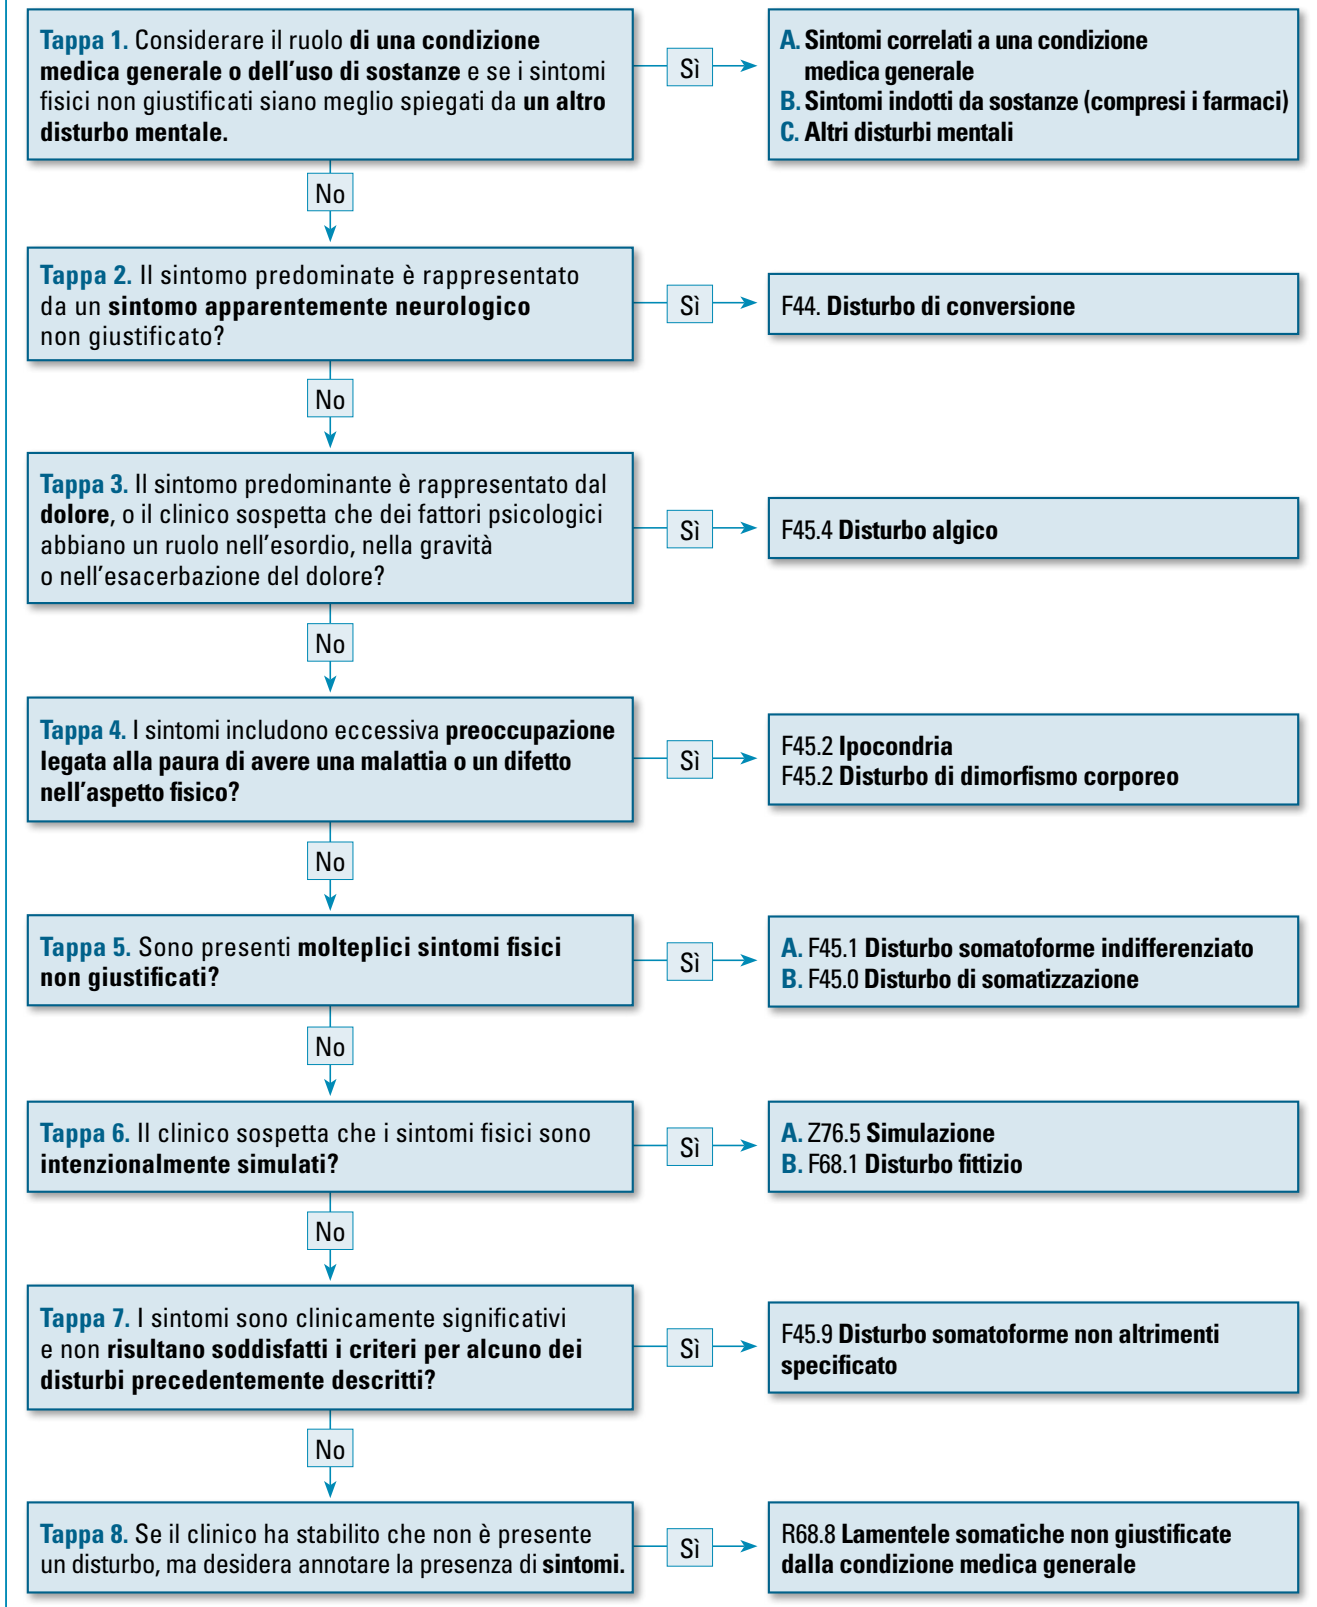 Tappa 1. Considerare il ruolo di una condizione
medica generale o dell'uso di sostanze e se i sintomi
fisici non giustificati siano meglio spiegati da un altro
disturbo mentale.
Sì
A. Sintomi correlati a una condizione
medica generale
B. Sintomi indotti da sostanze (compresi i farmaci)
C. Altri disturbi mentali
No
Tappa 2. Il sintomo predominate è rappresentato
da un sintomo apparentemente neurologico
non giustificato?
Sì
F44. Disturbo di conversione
No
Tappa 3. Il sintomo predominante è rappresentato dal
dolore, o il clinico sospetta che dei fattori psicologici
abbiano un ruolo nell'esordio, nella gravità
o nell'esacerbazione del dolore?
Sì
F45.4 Disturbo algico
No
Tappa 4. I sintomi includono eccessiva preoccupazione
legata alla paura di avere una malattia o un difetto
nell'aspetto fisico?
Sì
F45.2 Ipocondria
F45.2 Disturbo di dimorfismo corporeo
No
Tappa 5. Sono presenti molteplici sintomi fisici
non giustificati?
Sì
A. F45.1 Disturbo somatoforme indifferenziato
B. F45.0 Disturbo di somatizzazione
No
Tappa 6. Il clinico sospetta che i sintomi fisici sono
intenzionalmente simulati?
Sì
A. Z76.5 Simulazione
B. F68.1 Disturbo fittizio
No
Tappa 7. I sintomi sono clinicamente significativi
e non risultano soddisfatti i criteri per alcuno dei
disturbi precedentemente descritti?
Sì
F45.9 Disturbo somatoforme non altrimenti
specificato
No
Tappa 8. Se il clinico ha stabilito che non è presente
un disturbo, ma desidera annotare la presenza di sintomi.
Sì
R68.8 Lamentele somatiche non giustificate
dalla condizione medica generale